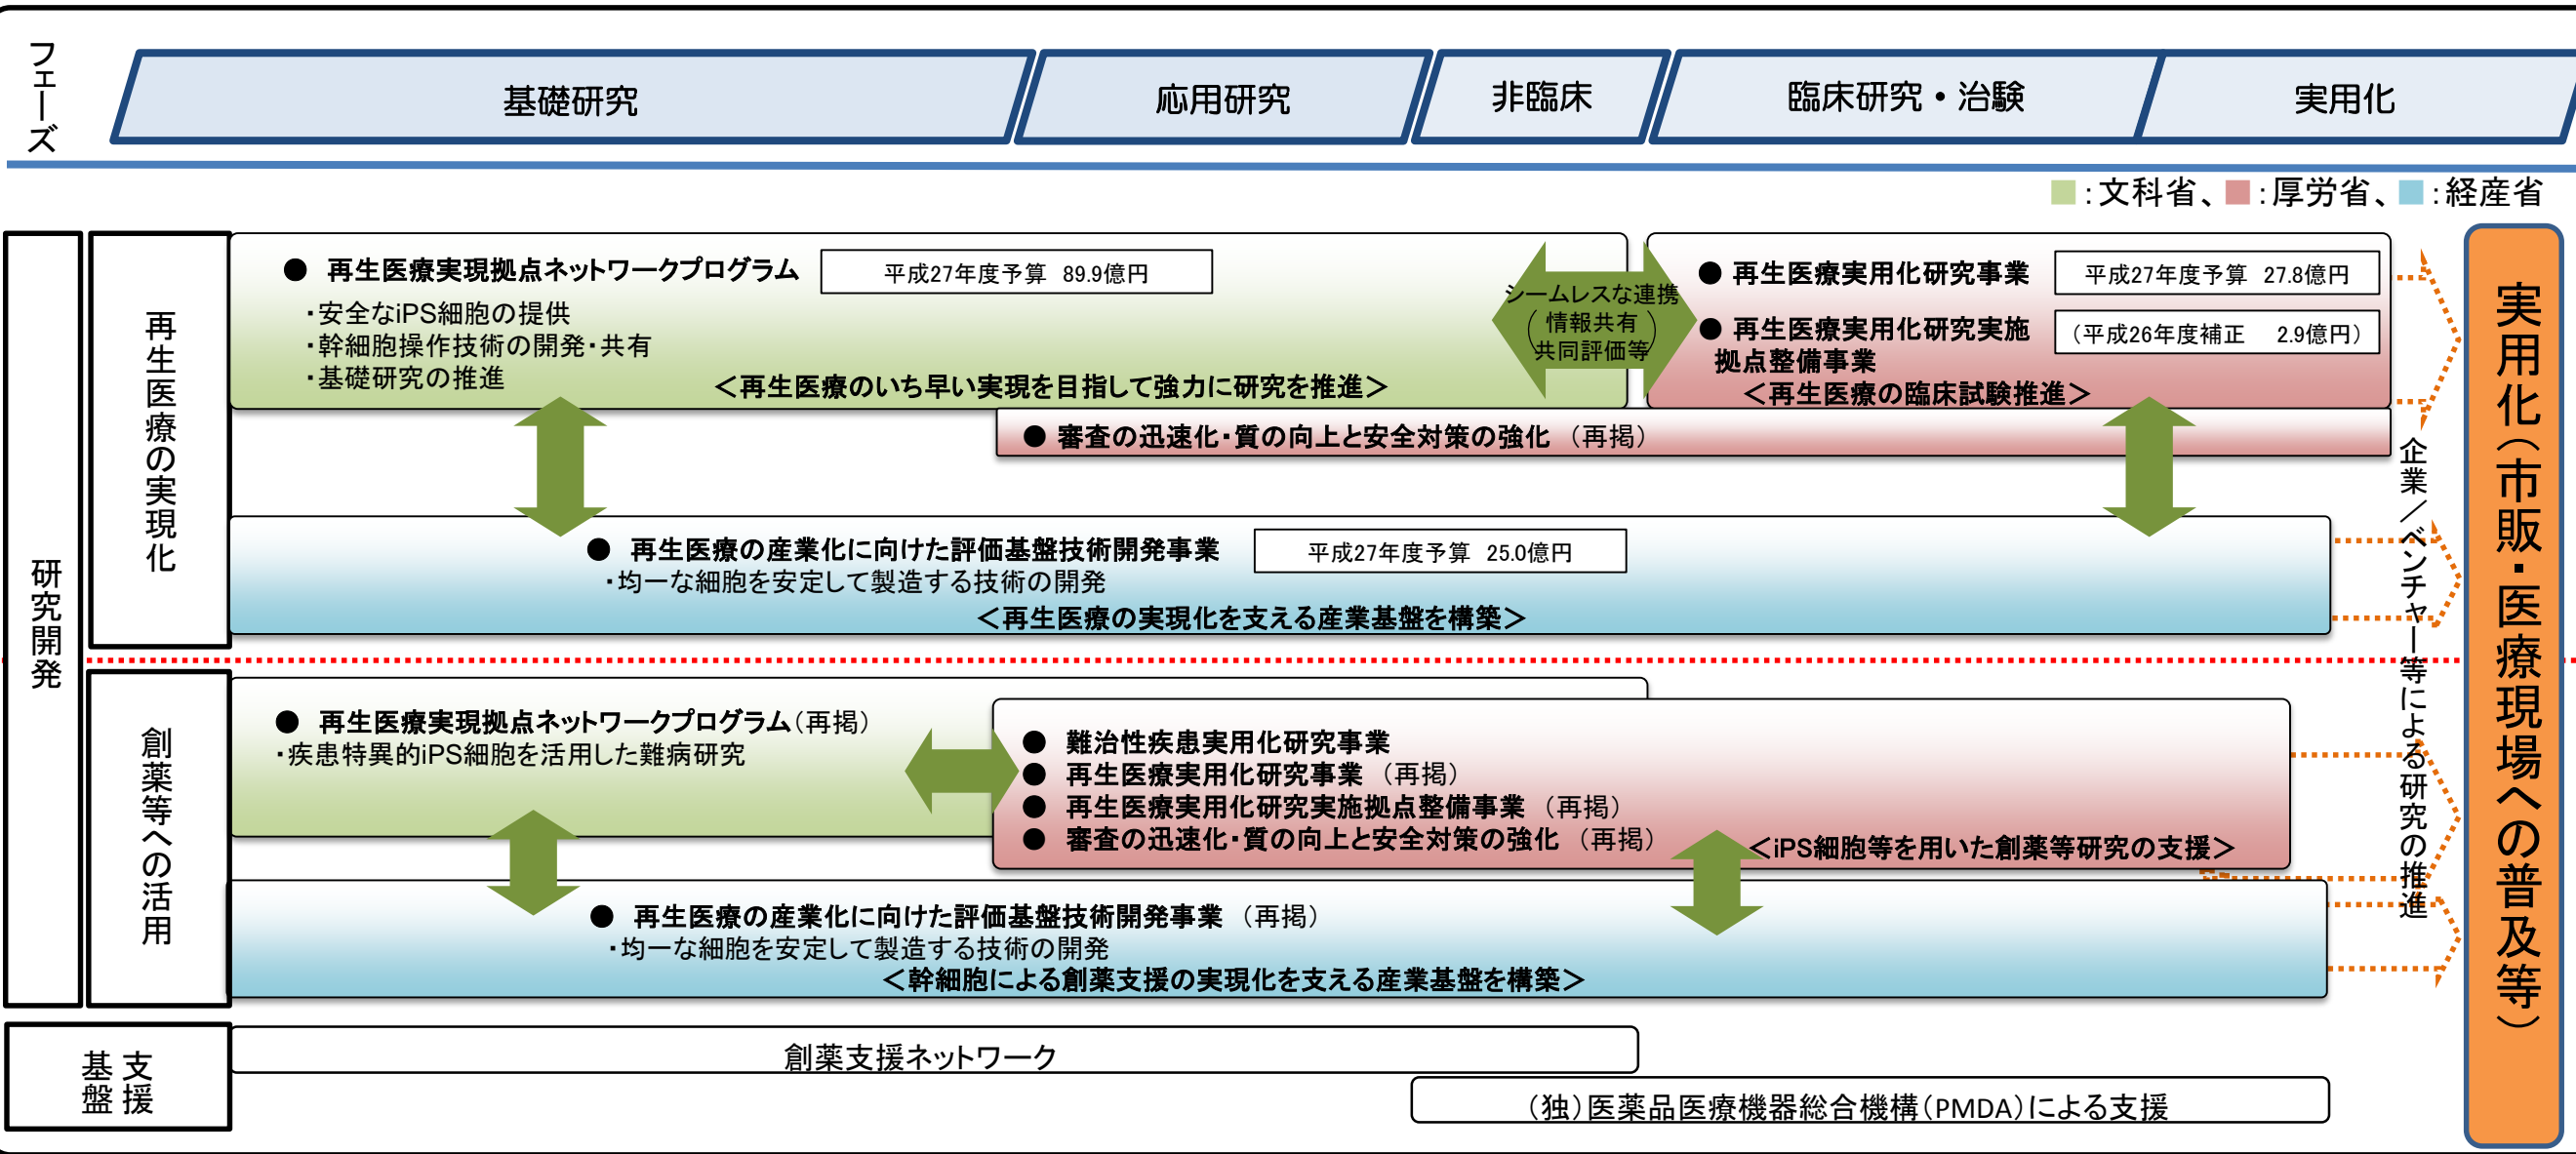 フェーズ
基礎研究
応用研究
非臨床
臨床研究・治験
実用化
■：文科省、■：厚労省、■：経産省
研究開発
再生医療の実現化
● 再生医療実現拠点ネットワークプログラム
平成27年度予算 89.9億円
・安全なiPS細胞の提供
・幹細胞操作技術の開発・共有
・基礎研究の推進
＜再生医療のいち早い実現を目指して強力に研究を推進＞
シームレスな連携
（情報共有
共同評価等）
● 再生医療実用化研究事業
平成27年度予算 27.8億円
● 再生医療実用化研究実施
拠点整備事業
（平成26年度補正 2.9億円）
＜再生医療の臨床試験推進＞
● 審査の迅速化・質の向上と安全対策の強化（再掲）
● 再生医療の産業化に向けた評価基盤技術開発事業
平成27年度予算 25.0億円
・均一な細胞を安定して製造する技術の開発
＜再生医療の実現化を支える産業基盤を構築＞
創薬等への活用
● 再生医療実現拠点ネットワークプログラム（再掲）
・疾患特異的iPS細胞を活用した難病研究
● 難治性疾患実用化研究事業
● 再生医療実用化研究事業（再掲）
● 再生医療実用化研究実施拠点整備事業（再掲）
● 審査の迅速化・質の向上と安全対策の強化（再掲）
＜iPS細胞等を用いた創薬等研究の支援＞
● 再生医療の産業化に向けた評価基盤技術開発事業（再掲）
・均一な細胞を安定して製造する技術の開発
＜幹細胞による創薬支援の実現化を支える産業基盤を構築＞
企業／ベンチャー等による研究の推進
実用化（市販・医療現場への普及等）
支援
基盤
創薬支援ネットワーク
（独）医薬品医療機器総合機構（PMDA）による支援